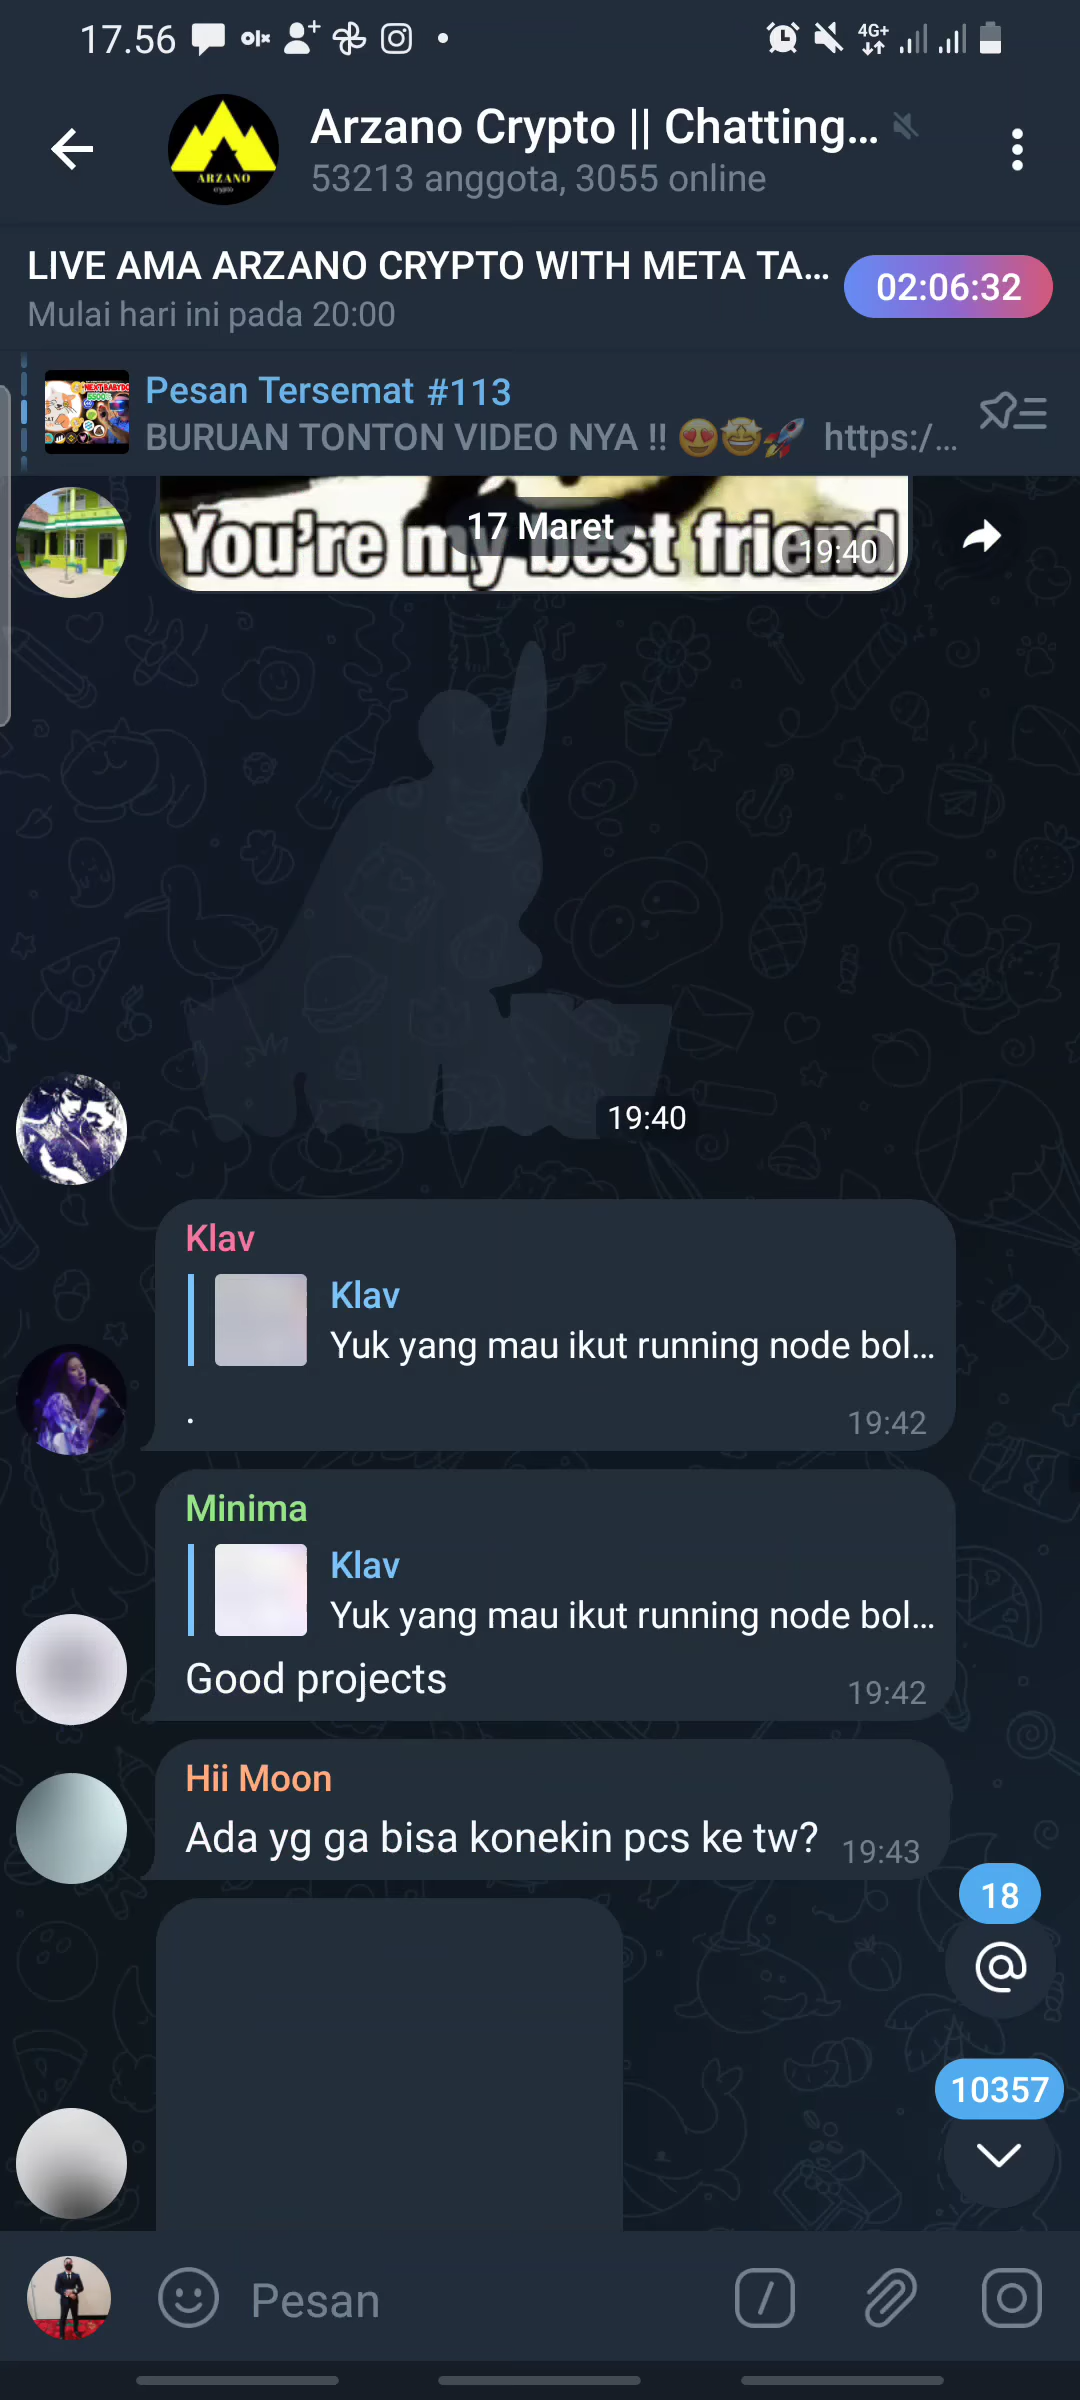 17.56
4G+
Arzano Crypto || Chatting...
53213 anggota, 3055 online
ARZANO
crypto
LIVE AMA ARZANO CRYPTO WITH META TA...
02:06:32
Mulai hari ini pada 20:00
Pesan Tersemat #113
BURUAN TONTON VIDEO NYA !! 😍🤩🚀 https:/...
17 Maret
You're my best friend
19:40
19:40
Klav
Klav
Yuk yang mau ikut running node bol...
.
19:42
Minima
Klav
Yuk yang mau ikut running node bol...
Good projects
19:42
Hii Moon
Ada yg ga bisa konekin pcs ke tw?
19:43
18
@
10357
Pesan